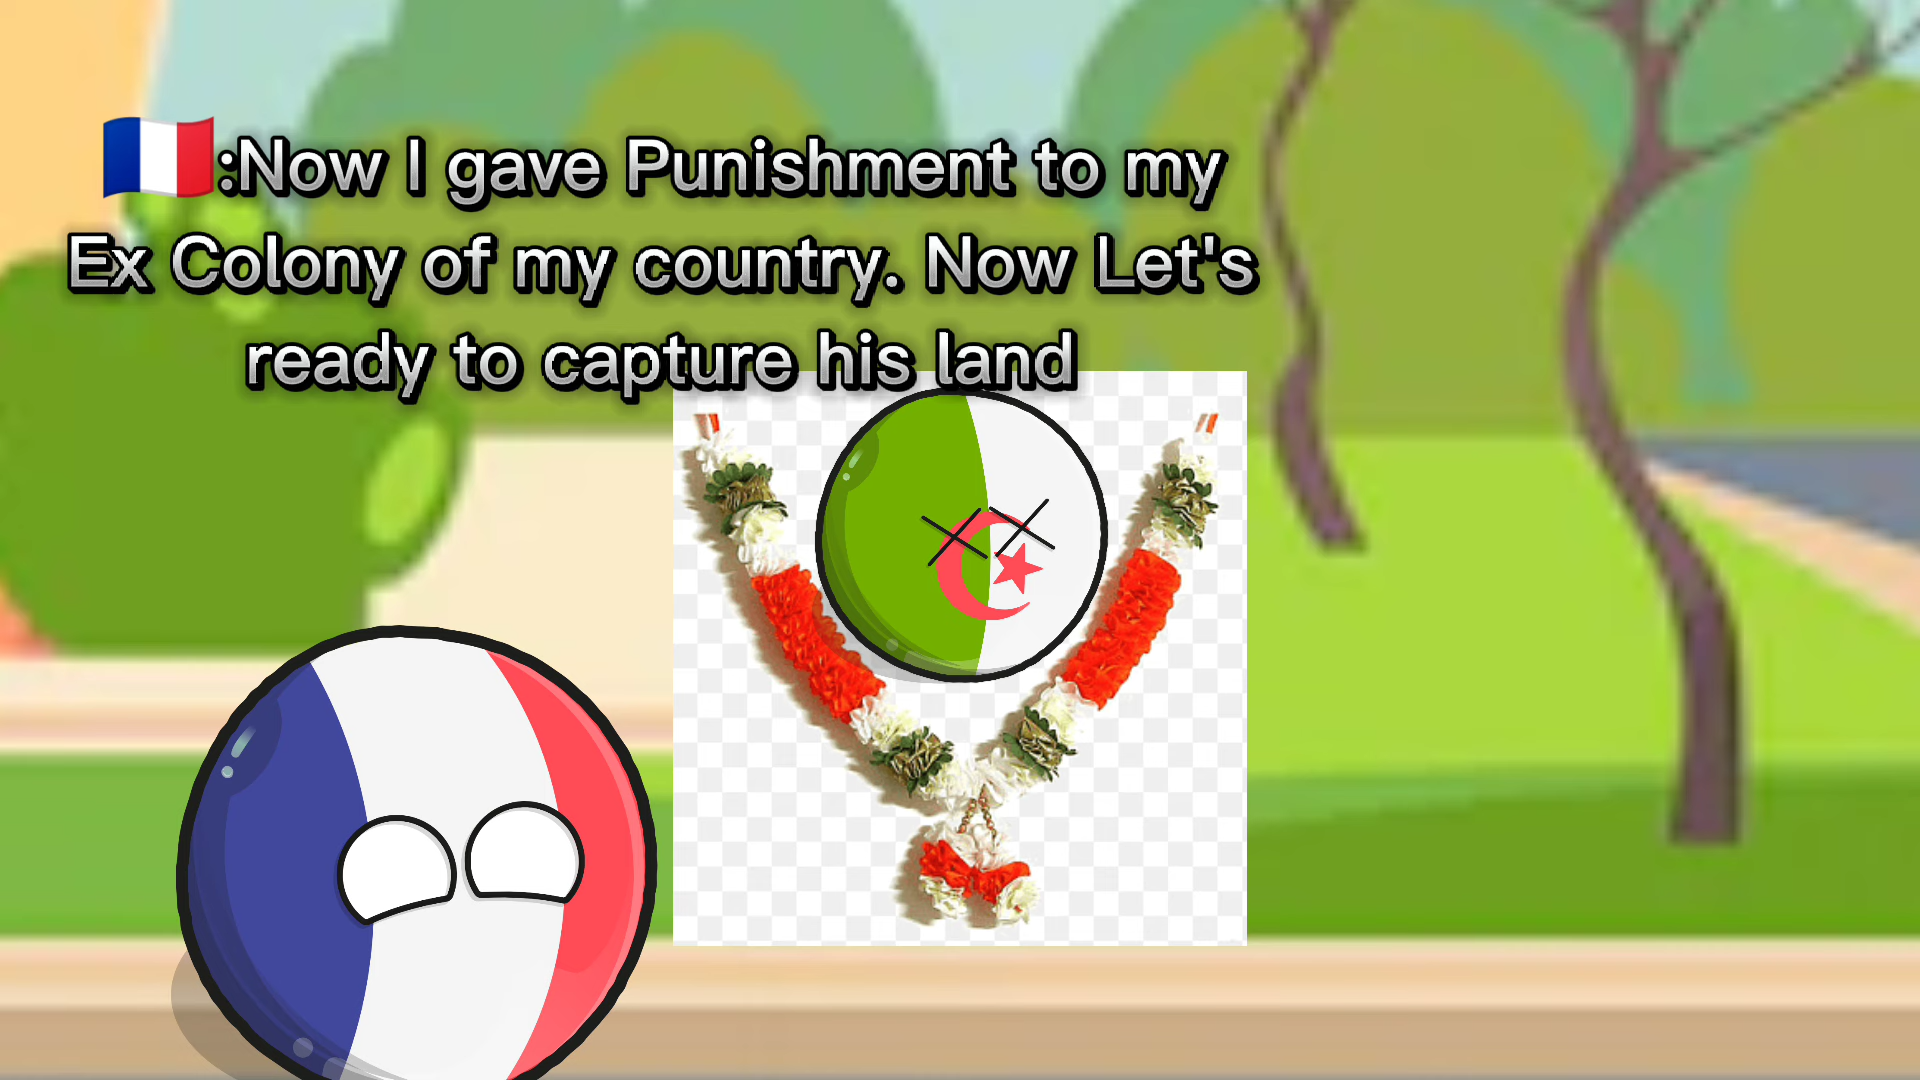 🇫🇷:Now I gave Punishment to my
Ex Colony of my country. Now Let's
ready to capture his land